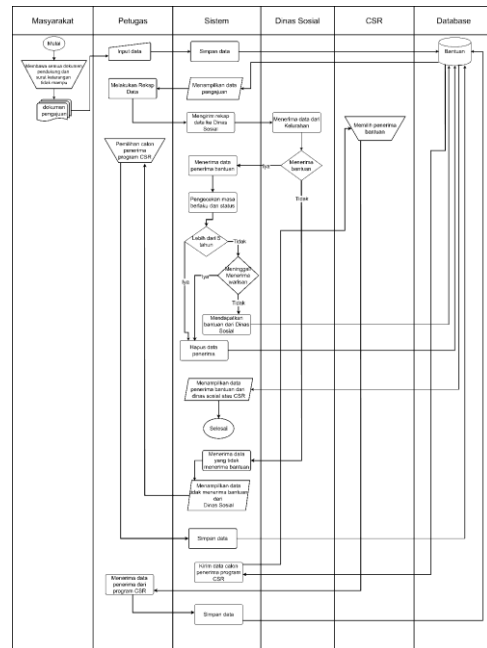 Masyarakat
Petugas
Sistem
Dinas Sosial
CSR
Database
Mulai
Membawa semua dokumen
pendukung dan
surat keterangan
tidak mampu
dokumen
pengajuan
Input data
Simpan data
Bantuan
Melakukan Rekap
Data
Menampilkan data
pengajuan
Mengirim rekap
data ke Dinas
Sosial
Menerima data dari
Kelurahan
Memilih penerima
bantuan
Pemilihan calon
penerima
program CSR
Menerima data
penerima bantuan
Iya
Menerima
bantuan
Tidak
Pengecekan masa
berlaku dan status
Lebih dari 5
tahun
Tidak
Iya
Meninggal/
Menerima
warisan
Iya
Tidak
Mendapatkan
bantuan dari Dinas
Sosial
Hapus data
penerima
Menampilkan data
penerima bantuan dari
dinas sosial atau CSR
Selesai
Menerima data
yang tidak
menerima bantuan
Menampilkan data
tidak menerima bantuan
dari
Dinas Sosial
Simpan data
Kirim data calon
penerima program
CSR
Menerima data
penerima dari
program CSR
Simpan data